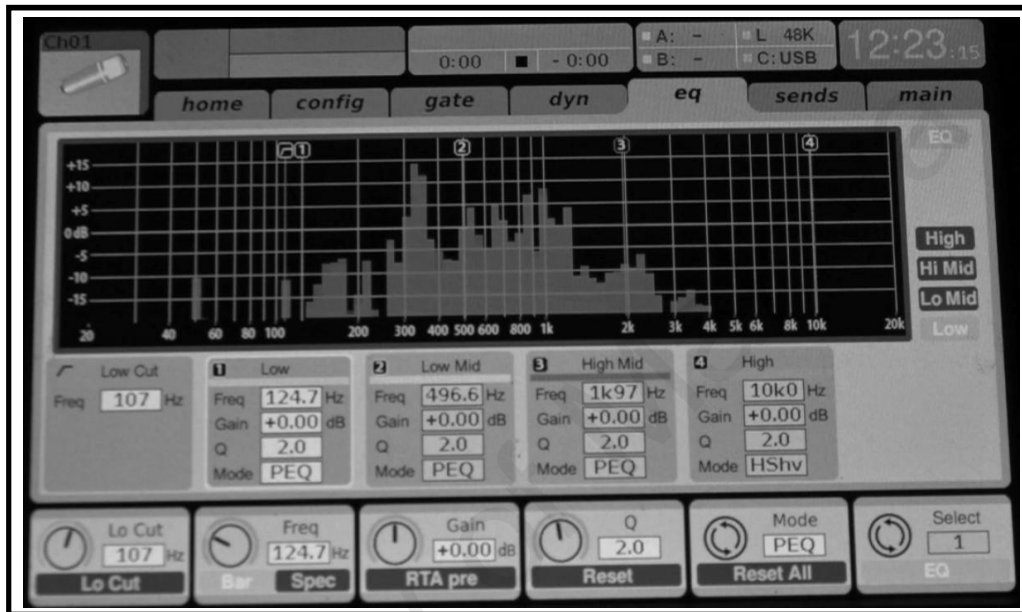 Ch01
0:00 - 0:00
A: - L 48K
B: - C: USB
12:23:15
home config gate dyn eq sends main
1 2 3 4
EQ
+15
+10
+5
0dB
-5
-10
-15
20 40 60 80 100 200 300 400 500 600 800 1k 2k 3k 4k 5k 6k 8k 10k 20k
High
Hi Mid
Lo Mid
Low
Low Cut
Freq 107 Hz
1 Low
Freq 124.7 Hz
Gain +0.00 dB
Q 2.0
Mode PEQ
2 Low Mid
Freq 496.6 Hz
Gain +0.00 dB
Q 2.0
Mode PEQ
3 High Mid
Freq 1k97 Hz
Gain +0.00 dB
Q 2.0
Mode PEQ
4 High
Freq 10k0 Hz
Gain +0.00 dB
Q 2.0
Mode HShv
Lo Cut
107 Hz
Lo Cut
Freq
124.7 Hz
Bar Spec
Gain
+0.00 dB
RTA pre
Q
2.0
Reset
Mode
PEQ
Reset All
Select
1
EQ